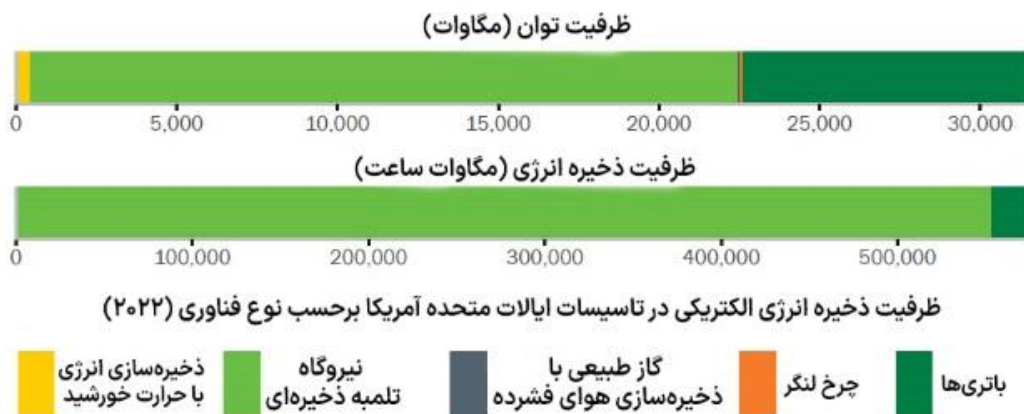 ظرفیت توان (مگاوات)
0 5,000 10,000 15,000 20,000 25,000 30,000
ظرفیت ذخیره انرژی (مگاوات ساعت)
0 100,000 200,000 300,000 400,000 500,000
ظرفیت ذخیره انرژی الکتریکی در تاسیسات ایالات متحده آمریکا برحسب نوع فناوری (۲۰۲۲)
باتری‌ها
چرخ لنگر
گاز طبیعی با
ذخیره‌سازی هوای فشرده
نیروگاه
تلمبه ذخیره‌ای
ذخیره‌سازی انرژی
با حرارت خورشید